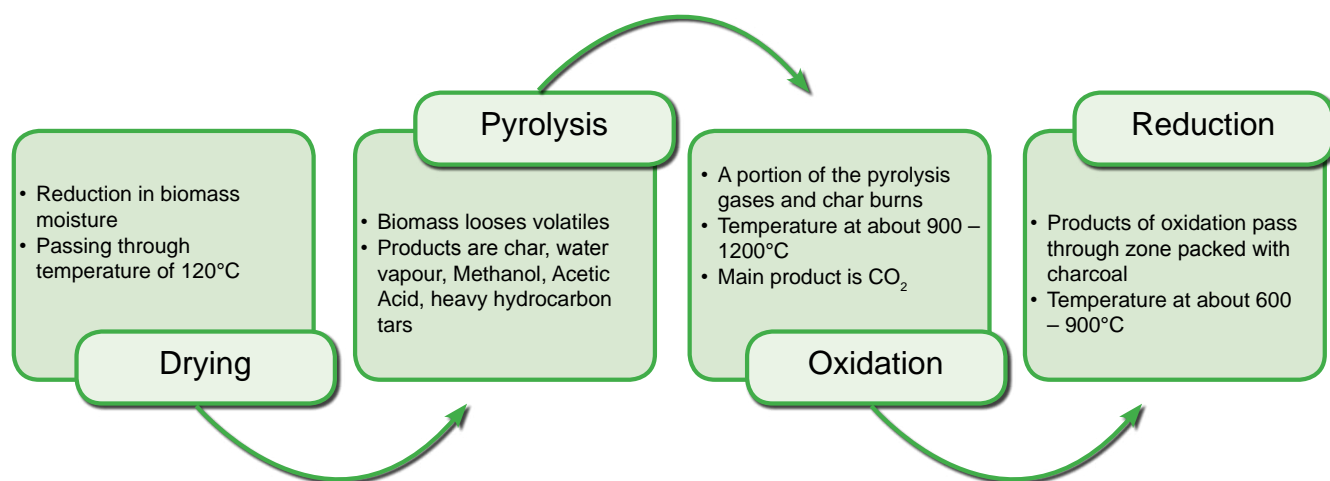 Drying
• Reduction in biomass
moisture
• Passing through
temperature of 120°C
Pyrolysis
• Biomass looses volatiles
• Products are char, water
vapour, Methanol, Acetic
Acid, heavy hydrocarbon
tars
Oxidation
• A portion of the pyrolysis
gases and char burns
• Temperature at about 900 –
1200°C
• Main product is CO₂
Reduction
• Products of oxidation pass
through zone packed with
charcoal
• Temperature at about 600
– 900°C